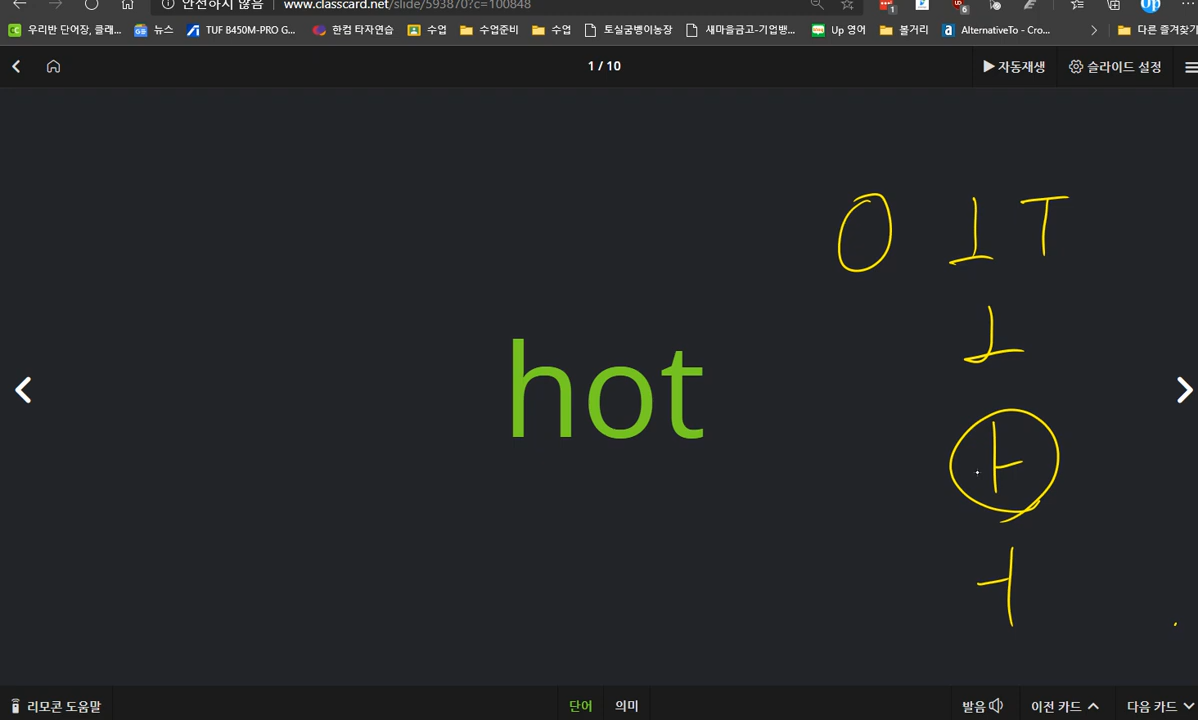 안전하지 않음 | www.classcard.net/slide/593870?c=100848
우리반 단어장, 클래... 뉴스 TUF B450M-PRO G... 한컴 타자연습 수업 수업준비 수업 토실굼벵이농장 새마을금고-기업뱅... Up 영어 볼거리 AlternativeTo - Cro... 다른 즐겨찾기
1 / 10 자동재생 슬라이드 설정
O ㅗ T
ㅗ
hot
ㅏ
ㅓ
리모콘 도움말 단어 의미 발음 이전 카드 다음 카드